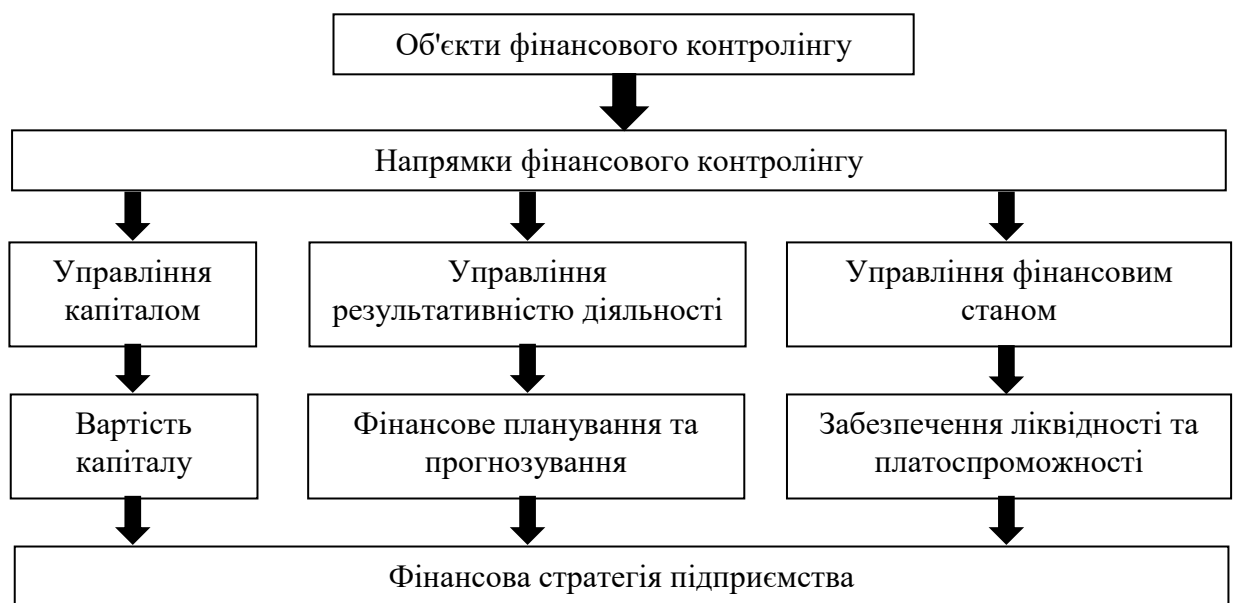 Об'єкти фінансового контролінгу
Напрямки фінансового контролінгу
Управління
капіталом
Управління
результативністю діяльності
Управління фінансовим
станом
Вартість
капіталу
Фінансове планування та
прогнозування
Забезпечення ліквідності та
платоспроможності
Фінансова стратегія підприємства